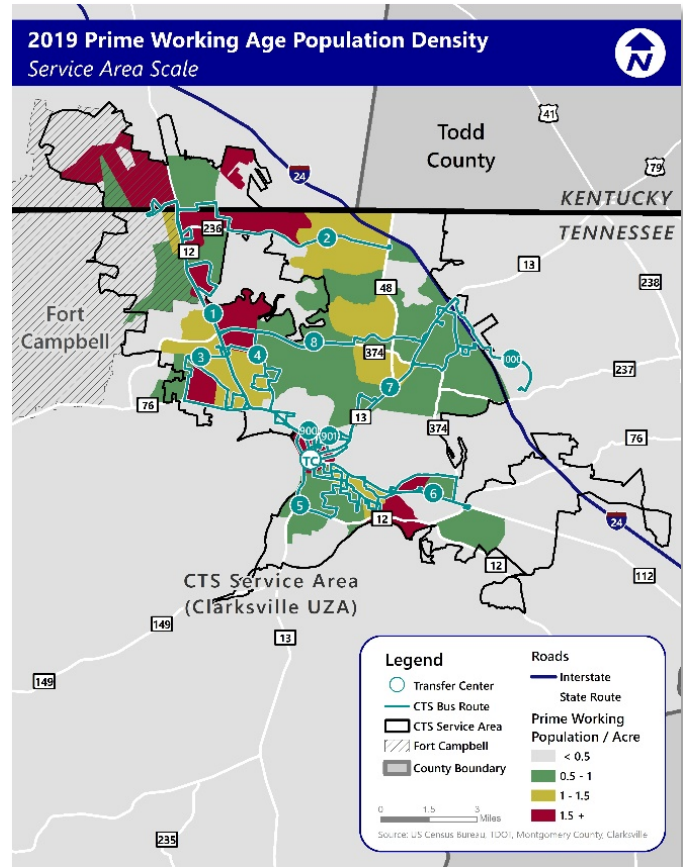 2019 Prime Working Age Population Density
Service Area Scale
N
41
Todd
County
24
79
KENTUCKY
TENNESSEE
236
2
12
13
238
48
Fort
Campbell
1
8
3
4
374
237
7
76
13
900
901
374
76
TC
6
5
12
24
12
112
CTS Service Area
(Clarksville UZA)
149
13
149
235
Legend
Transfer Center
CTS Bus Route
CTS Service Area
Fort Campbell
County Boundary
0 1.5 3
Miles
Roads
Interstate
State Route
Prime Working
Population / Acre
< 0.5
0.5 - 1
1 - 1.5
1.5 +
Source: US Census Bureau, TDOT, Montgomery County, Clarksville